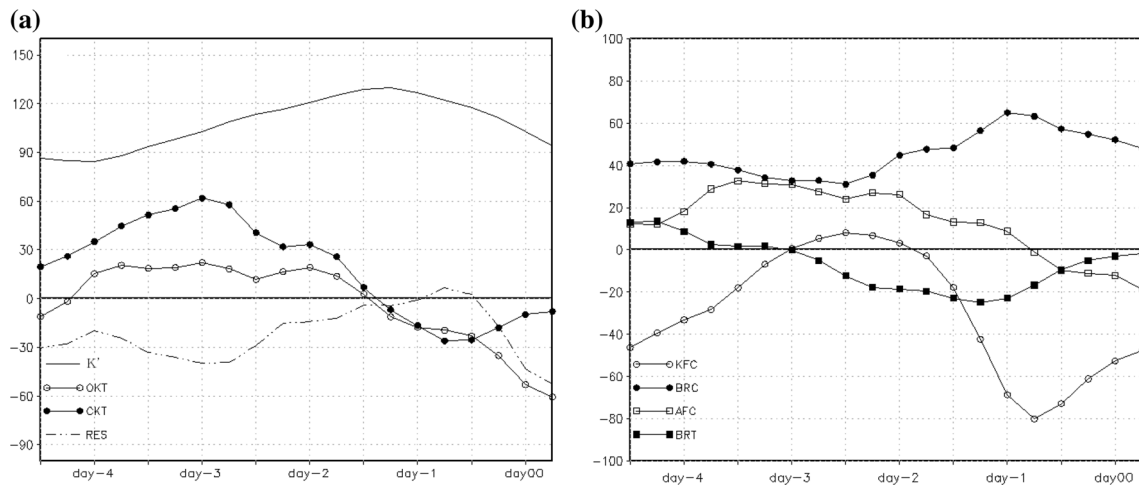 (a)
150
120
90
60
30
0
-30
-60
-90
K'
OKT
CKT
RES
day-4
day-3
day-2
day-1
day00
(b)
100
80
60
40
20
0
-20
-40
-60
-80
-100
KFC
BRC
AFC
BRT
day-4
day-3
day-2
day-1
day00